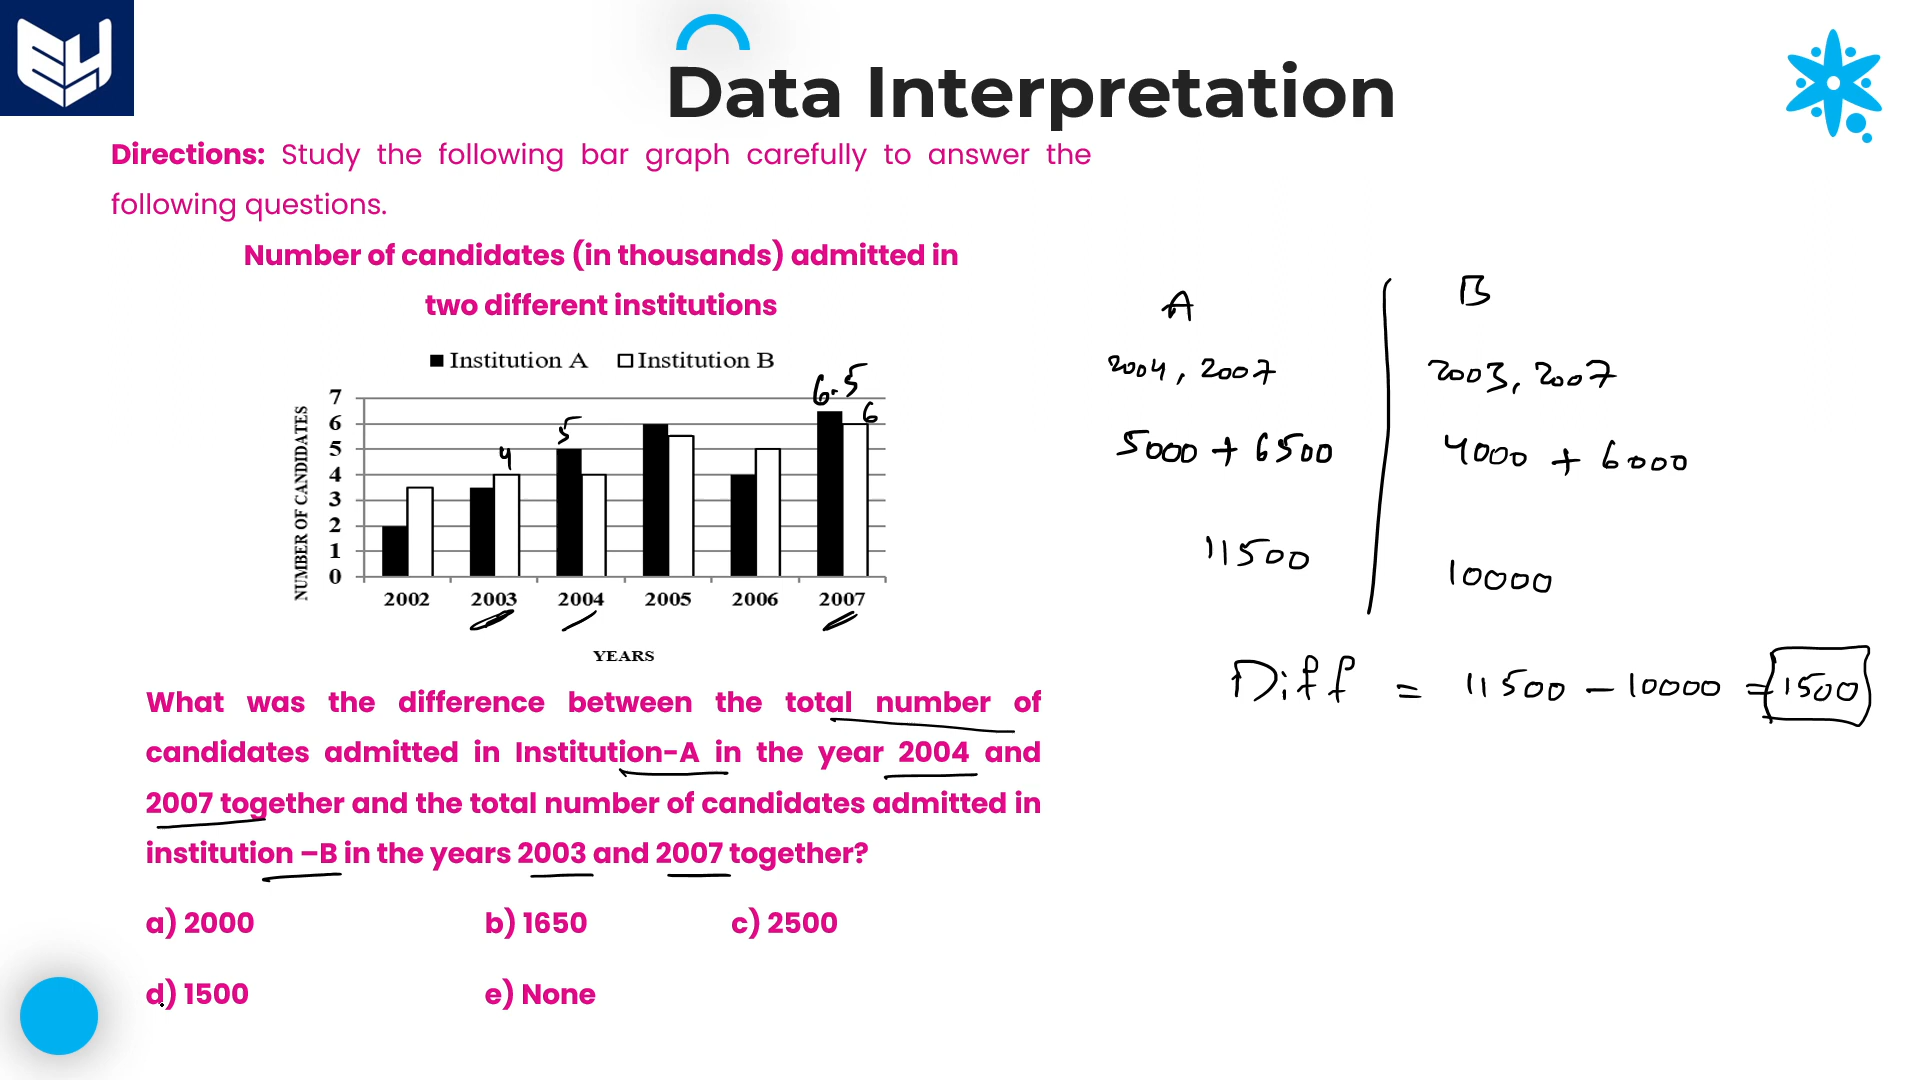 EY
Data Interpretation
Directions: Study the following bar graph carefully to answer the
following questions.
Number of candidates (in thousands) admitted in
two different institutions
Institution A Institution B
NUMBER OF CANDIDATES
7
6
5
4
3
2
1
0
4
5
6.5
6
2002 2003 2004 2005 2006 2007
YEARS
What was the difference between the total number of
candidates admitted in Institution-A in the year 2004 and
2007 together and the total number of candidates admitted in
institution –B in the years 2003 and 2007 together?
a) 2000 b) 1650 c) 2500
d) 1500 e) None
A
2004, 2007
5000 + 6500
11500
B
2003, 2007
4000 + 6000
10000
Diff = 11500 - 10000 = 1500